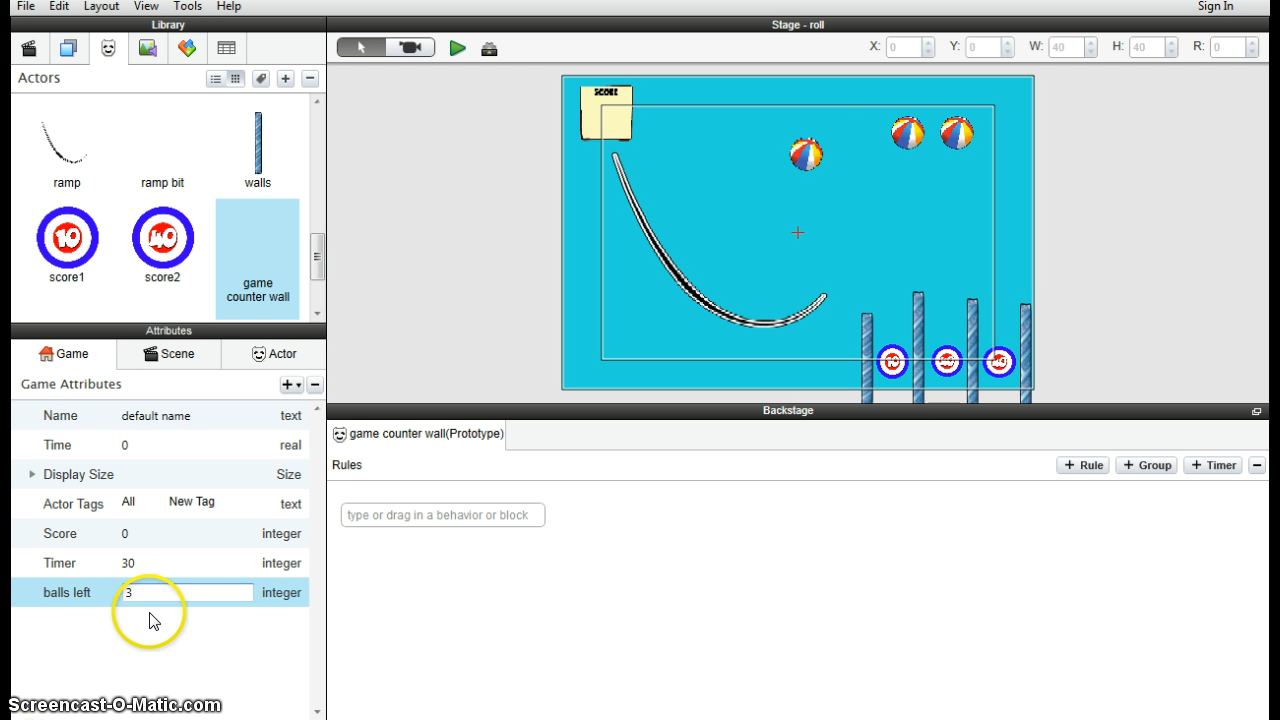 File Edit Layout View Tools Help Sign In
Library
Stage - roll
X: 0 Y: 0 W: 40 H: 40 R: 0
Actors
ramp ramp bit walls
10 40
score1 score2 game
counter wall
SCORE
10
Attributes
Game Scene Actor
Game Attributes
Name default name text
Time 0 real
Display Size Size
Actor Tags All New Tag text
Score 0 integer
Timer 30 integer
balls left 3 integer
Backstage
game counter wall(Prototype)
Rules + Rule + Group + Timer
type or drag in a behavior or block
Screencast-O-Matic.com